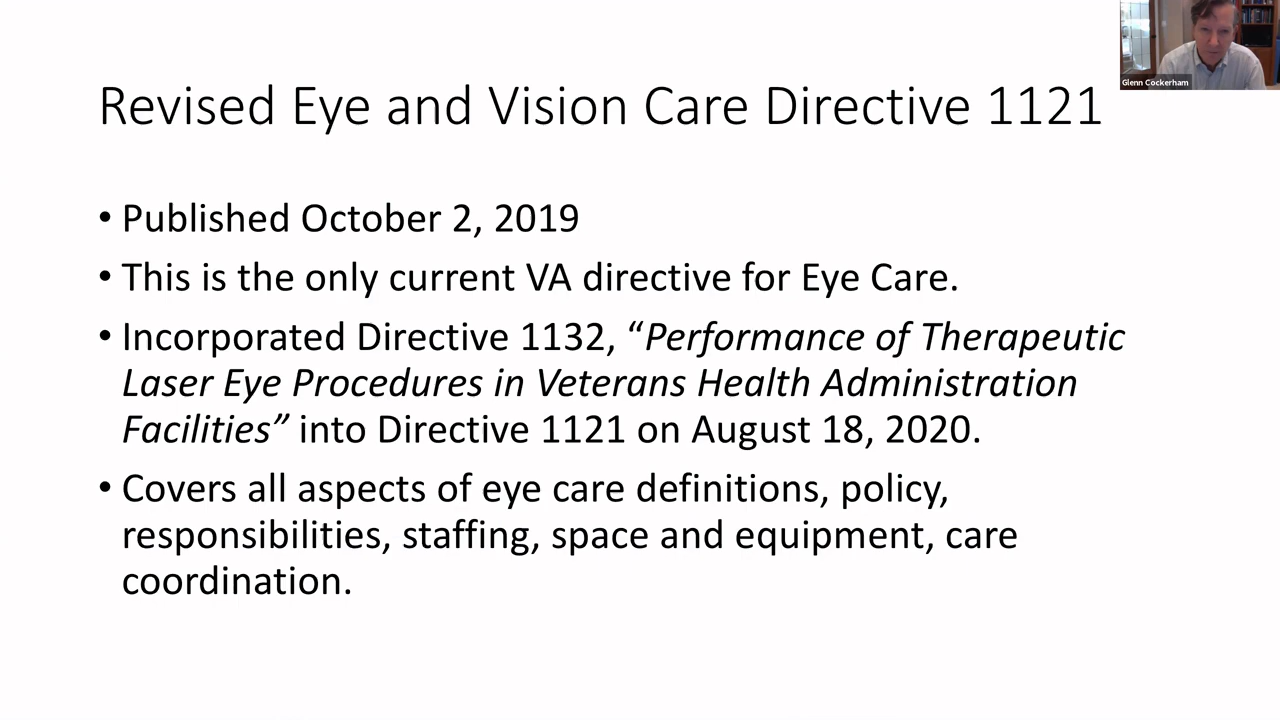 Glenn Cockerham
Revised Eye and Vision Care Directive 1121
• Published October 2, 2019
• This is the only current VA directive for Eye Care.
• Incorporated Directive 1132, “Performance of Therapeutic
Laser Eye Procedures in Veterans Health Administration
Facilities” into Directive 1121 on August 18, 2020.
• Covers all aspects of eye care definitions, policy,
responsibilities, staffing, space and equipment, care
coordination.